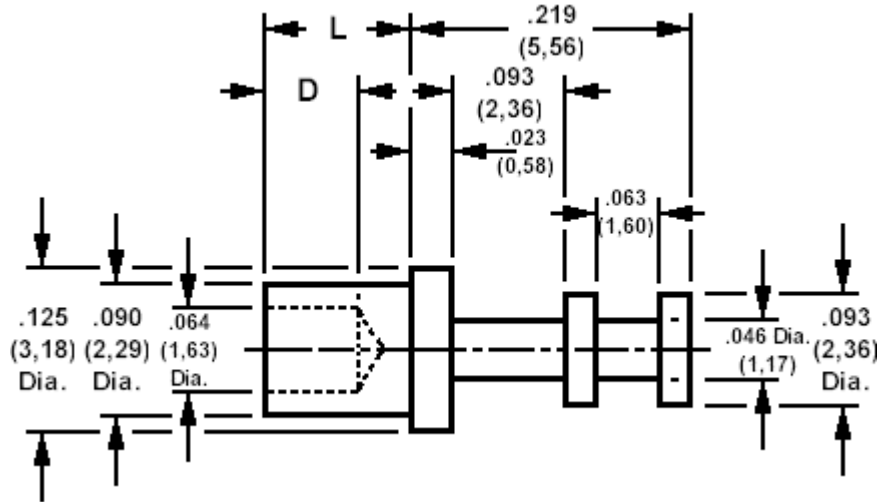 L
.219
(5,56)
D
.093
(2,36)
.023
(0,58)
.063
(1,60)
.125
(3,18)
Dia.
.090
(2,29)
Dia.
.064
(1,63)
Dia.
.046 Dia.
(1,17)
.093
(2,36)
Dia.